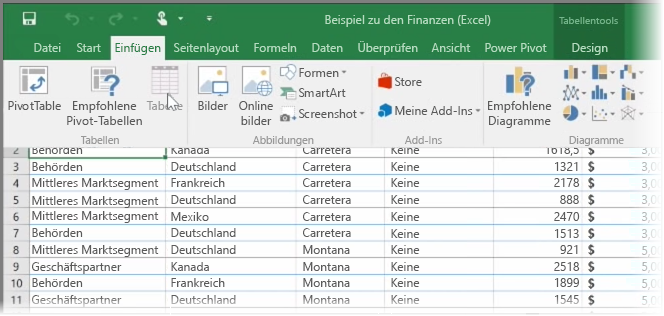 Beispiel zu den Finanzen (Excel) Tabellentools
Datei Start Einfügen Seitenlayout Formeln Daten Überprüfen Ansicht Power Pivot Design
PivotTable Empfohlene Pivot-Tabellen Tabelle Bilder Online bilder Formen SmartArt Screenshot Store Meine Add-Ins Empfohlene Diagramme
Tabellen Abbildungen Add-Ins Diagramme
2 Behörden Kanada Carretera Keine 1618,5 $ 3,0
3 Behörden Deutschland Carretera Keine 1321 $ 3,0
4 Mittleres Marktsegment Frankreich Carretera Keine 2178 $ 3,0
5 Mittleres Marktsegment Deutschland Carretera Keine 888 $ 3,0
6 Mittleres Marktsegment Mexiko Carretera Keine 2470 $ 3,0
7 Behörden Deutschland Carretera Keine 1513 $ 3,0
8 Mittleres Marktsegment Deutschland Montana Keine 921 $ 5,0
9 Geschäftspartner Kanada Montana Keine 2518 $ 5,0
10 Behörden Frankreich Montana Keine 1899 $ 5,0
11 Geschäftspartner Deutschland Montana Keine 1545 $ 5,0